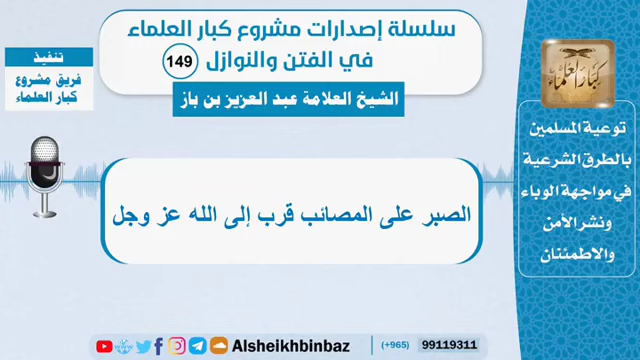 سلسلة إصدارات مشروع كبار العلماء
في الفتن والنوازل 149
الشيخ العلامة عبد العزيز بن باز
تنفيذ
فريق مشروع
كبار العلماء
كبار العلماء
توعية المسلمين
بالطرق الشرعية
في مواجهة الوباء
ونشر الأمن
والاطمئنان
الصبر على المصائب قرب إلى الله عز وجل
Alsheikhbinbaz
(+965) 99119311